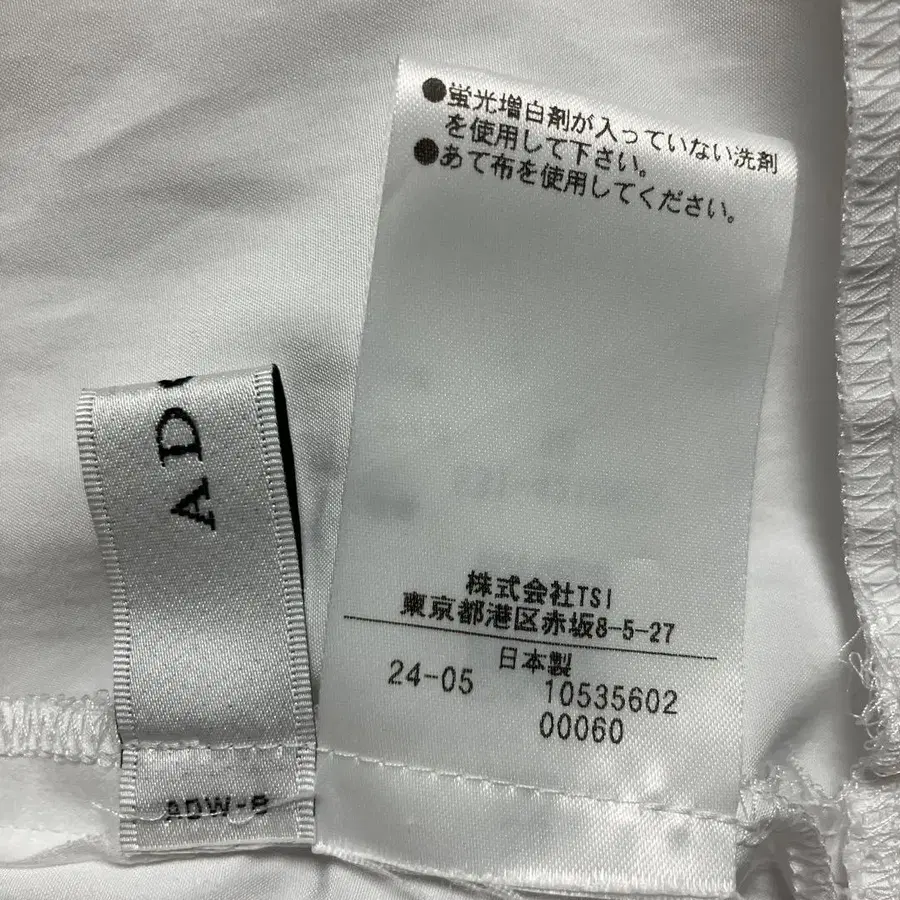 ●蛍光増白剤が入っていない洗剤
を使用して下さい。
●あて布を使用してください。
株式会社TSI
東京都港区赤坂8-5-27
日本製
24-05 10535602
00060
AD
ADW-B